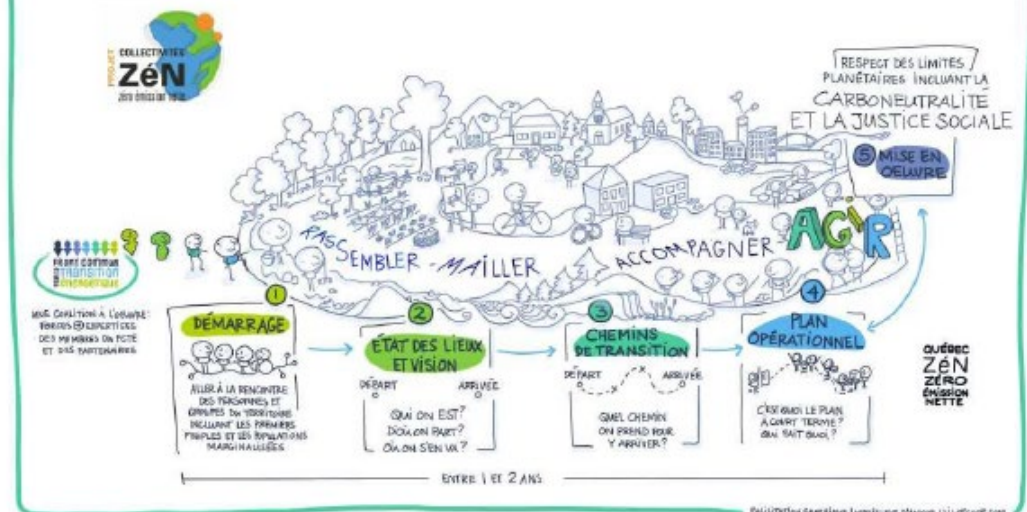 PROJET
COLLECTIVITÉS
ZéN
zéro émission nette
RESPECT DES LIMITES
PLANÉTAIRES INCLUANT LA
CARBONEUTRALITÉ
ET LA JUSTICE SOCIALE
⑤ MISE EN
OEUVRE
RASSEMBLER - MAILLER
ACCOMPAGNER - AGIR
FRONT COMMUN
TRANSITION
ÉNERGÉTIQUE
UNE COALITION À L'OEUVRE:
FORCES ⊕ EXPERTISES
DES MEMBRES DU FCTÉ
ET DES PARTENAIRES
①
DÉMARRAGE
ALLER À LA RENCONTRE
DES PERSONNES ET
GROUPES DU TERRITOIRE
INCLUANT LES PREMIERS
PEUPLES ET LES POPULATIONS
MARGINALISÉES
②
ÉTAT DES LIEUX
ET VISION
DÉPART ARRIVÉE
QUI ON EST?
D'OÙ ON PART?
OÙ ON S'EN VA?
③
CHEMINS
DE TRANSITION
DÉPART ARRIVÉE
QUEL CHEMIN
ON PREND POUR
Y ARRIVER?
④
PLAN
OPÉRATIONNEL
C'EST QUOI LE PLAN
À COURT TERME?
QUI FAIT QUOI?
QUÉBEC
ZéN
ZÉRO
ÉMISSION
NETTE
ENTRE 1 ET 2 ANS